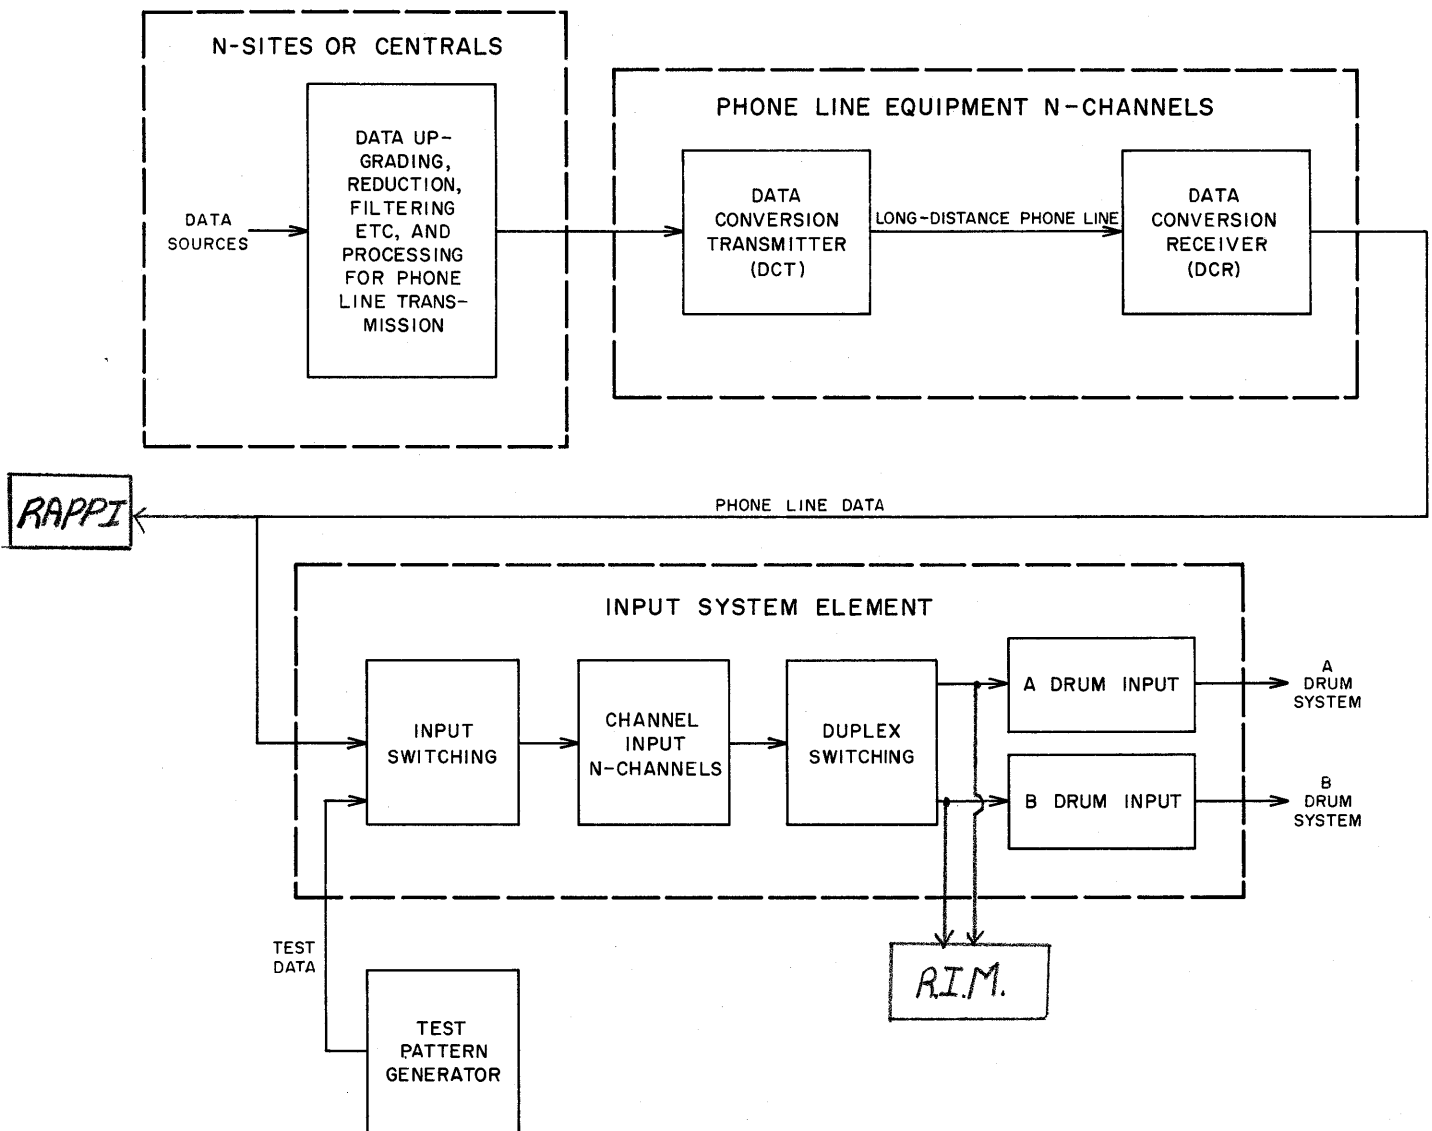 N-SITES OR CENTRALS
DATA
SOURCES
DATA UP-
GRADING,
REDUCTION,
FILTERING
ETC, AND
PROCESSING
FOR PHONE
LINE TRANS-
MISSION
PHONE LINE EQUIPMENT N-CHANNELS
DATA
CONVERSION
TRANSMITTER
(DCT)
LONG-DISTANCE PHONE LINE
DATA
CONVERSION
RECEIVER
(DCR)
RAPPI
PHONE LINE DATA
INPUT SYSTEM ELEMENT
INPUT
SWITCHING
CHANNEL
INPUT
N-CHANNELS
DUPLEX
SWITCHING
A DRUM INPUT
A
DRUM
SYSTEM
B DRUM INPUT
B
DRUM
SYSTEM
TEST
DATA
R.I.M.
TEST
PATTERN
GENERATOR